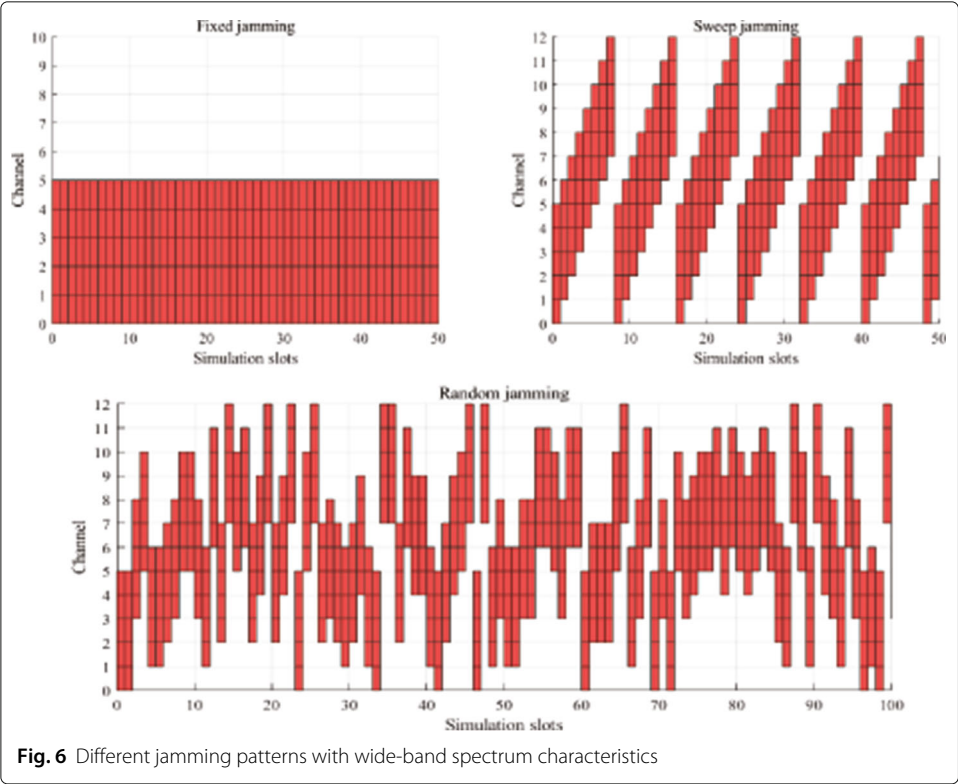 Fixed jamming
10
9
8
7
6
5
4
3
2
1
0
Channel
0 10 20 30 40 50
Simulation slots
Sweep jamming
12
11
10
9
8
7
6
5
4
3
2
1
0
Channel
0 10 20 30 40 50
Simulation slots
Random jamming
12
11
10
9
8
7
6
5
4
3
2
1
0
Channel
0 10 20 30 40 50 60 70 80 90 100
Simulation slots
Fig. 6 Different jamming patterns with wide-band spectrum characteristics